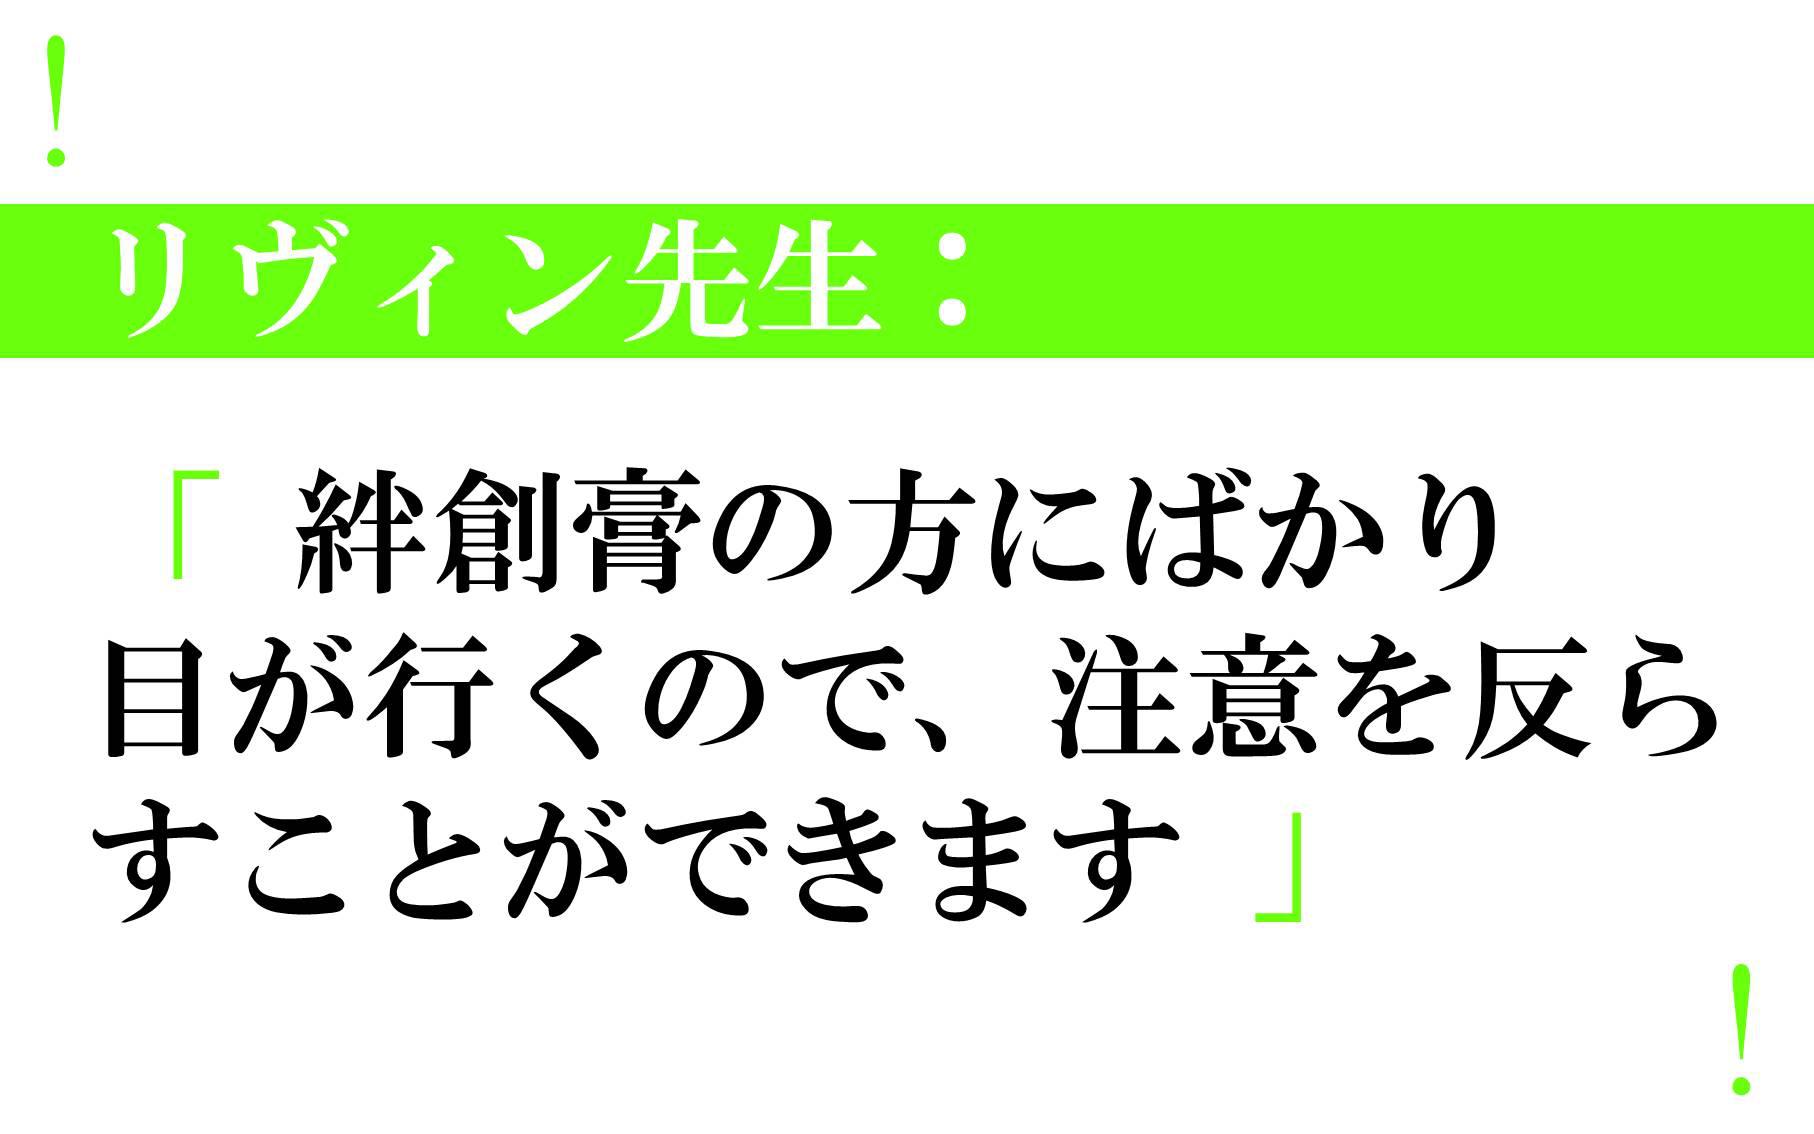 !
リヴィン先生：
「 絆創膏の方にばかり
目が行くので、注意を反ら
すことができます 」
!